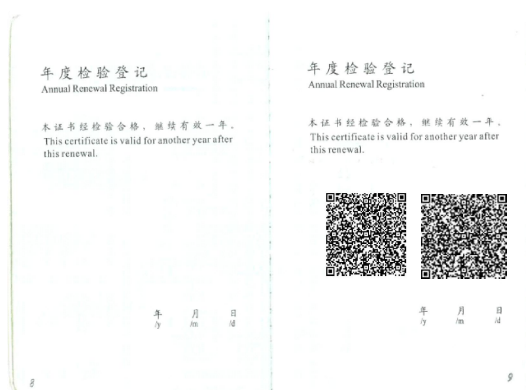 年度检验登记
Annual Renewal Registration
本证书经检验合格，继续有效一年。
This certificate is valid for another year after
this renewal.
年 月 日
/y /m /d
8
年度检验登记
Annual Renewal Registration
本证书经检验合格，继续有效一年。
This certificate is valid for another year after
this renewal.
年 月 日
/y /m /d
9